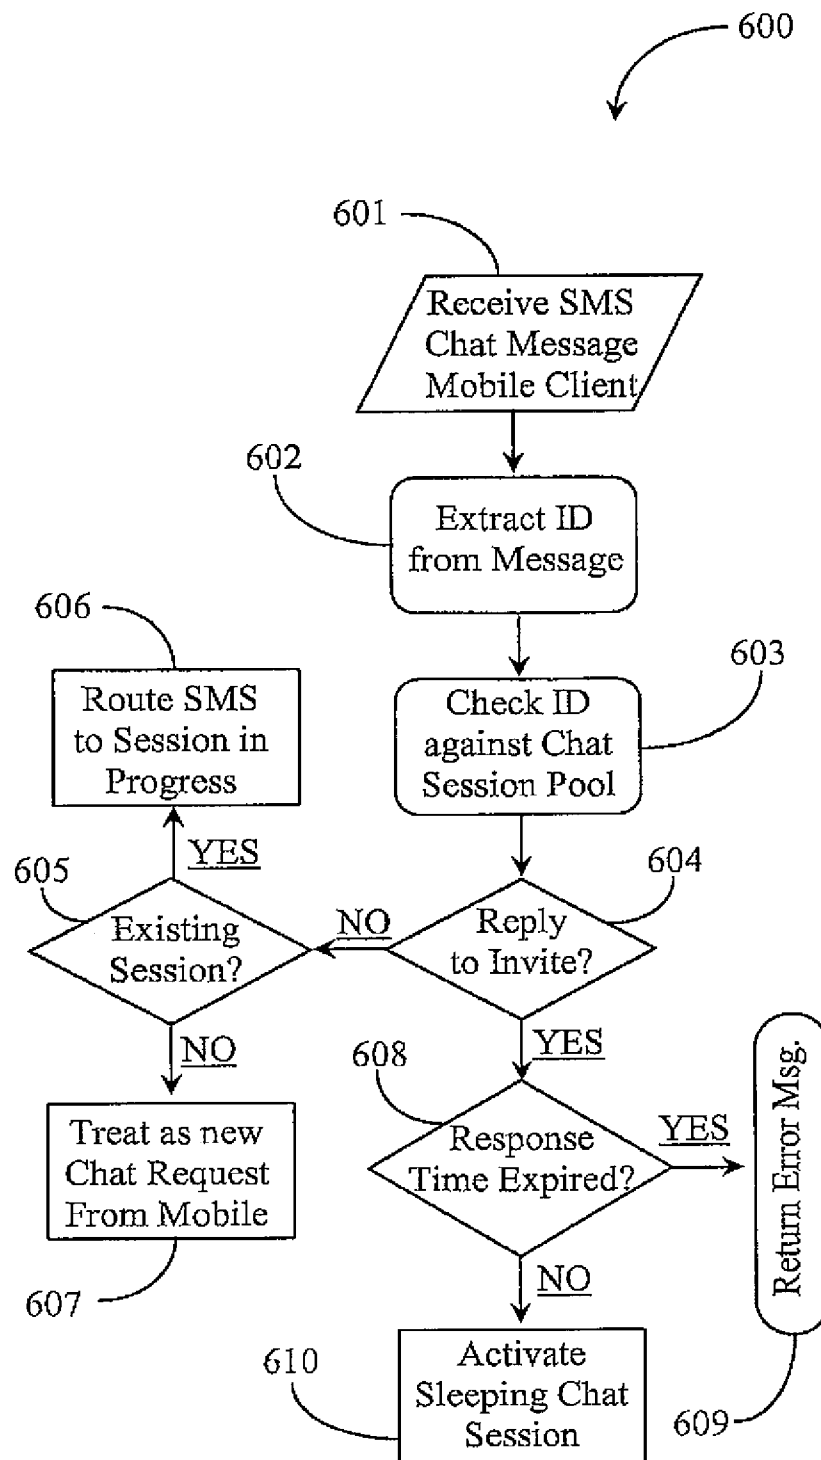 600
601
Receive SMS
Chat Message
Mobile Client
602
Extract ID
from Message
606
Route SMS
to Session in
Progress
603
Check ID
against Chat
Session Pool
YES
605
Existing
Session?
NO
604
Reply
to Invite?
NO
YES
608
Response
Time Expired?
YES
Return Error Msg.
Treat as new
Chat Request
From Mobile
607
NO
610
Activate
Sleeping Chat
Session
609